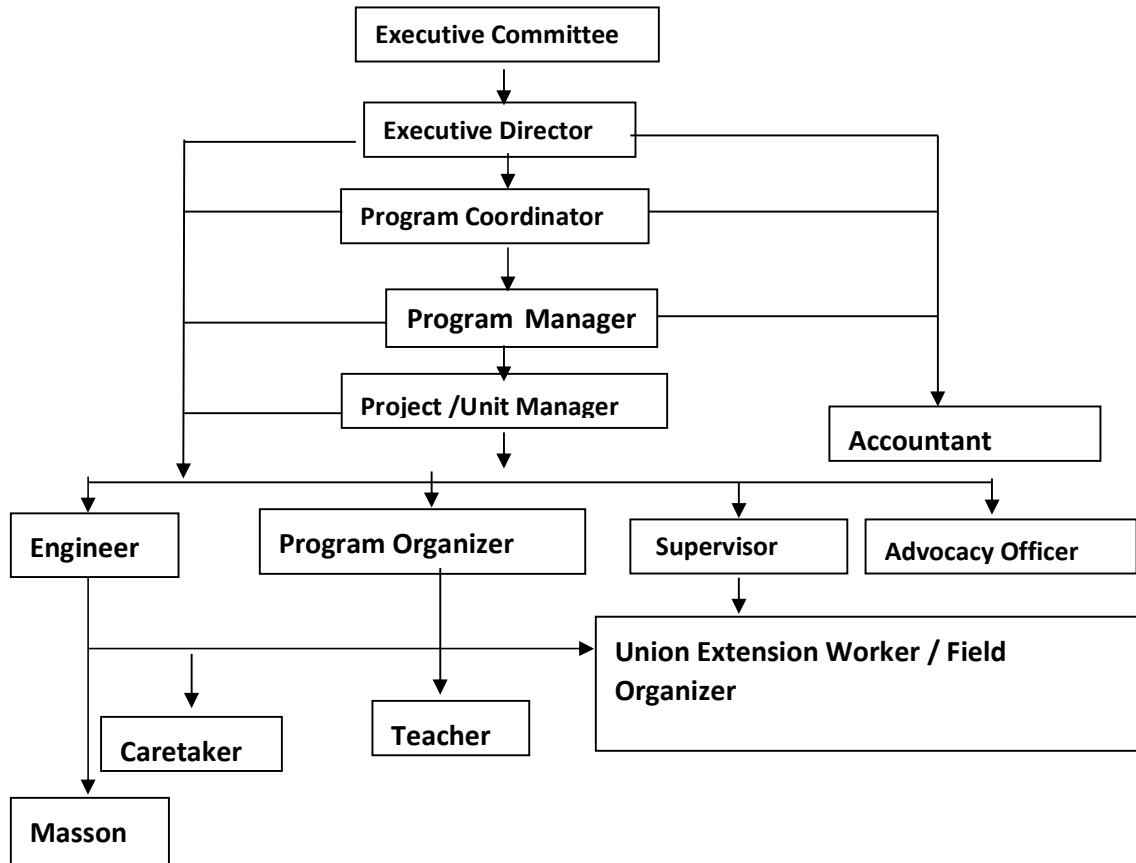 Executive Committee
Executive Director
Program Coordinator
Program Manager
Project /Unit Manager
Accountant
Engineer
Program Organizer
Supervisor
Advocacy Officer
Union Extension Worker / Field
Organizer
Caretaker
Teacher
Masson